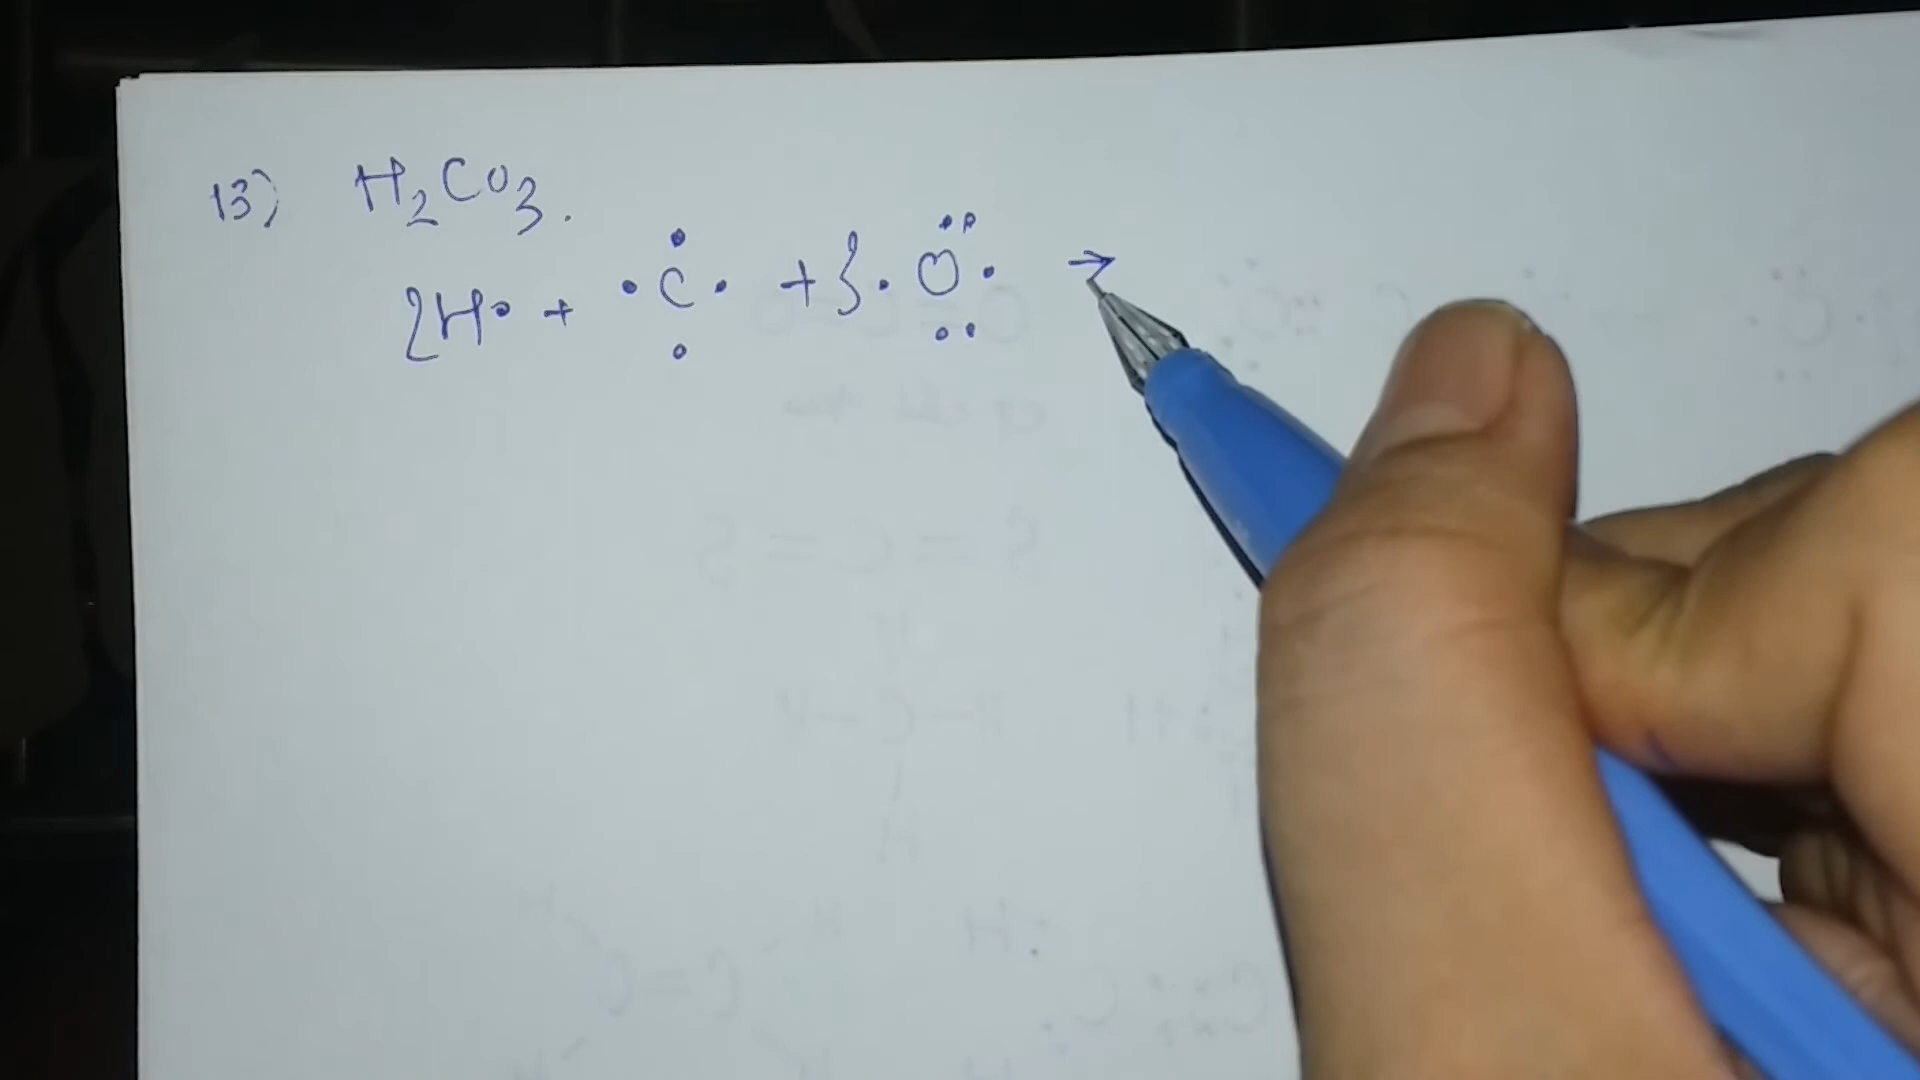 13) H₂CO₃.
2H• + •C• + 3•O• →